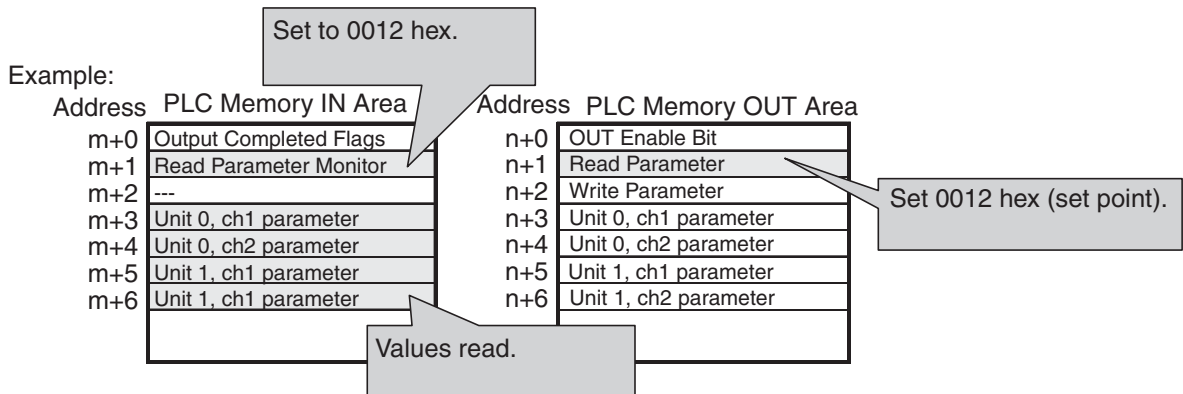 Set to 0012 hex.
Example:
Address PLC Memory IN Area Address PLC Memory OUT Area
m+0 Output Completed Flags n+0 OUT Enable Bit
m+1 Read Parameter Monitor n+1 Read Parameter
m+2 --- n+2 Write Parameter
Set 0012 hex (set point).
m+3 Unit 0, ch1 parameter n+3 Unit 0, ch1 parameter
m+4 Unit 0, ch2 parameter n+4 Unit 0, ch2 parameter
m+5 Unit 1, ch1 parameter n+5 Unit 1, ch1 parameter
m+6 Unit 1, ch1 parameter n+6 Unit 1, ch2 parameter
Values read.